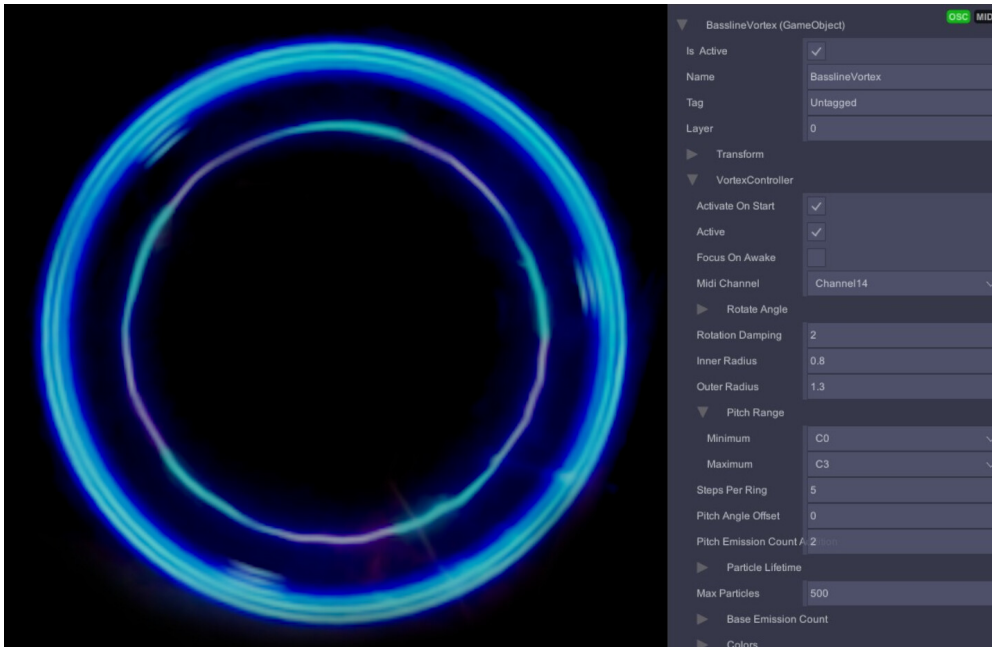 OSC MID
BasslineVortex (GameObject)
Is Active
Name BasslineVortex
Tag Untagged
Layer 0
Transform
VortexController
Activate On Start
Active
Focus On Awake
Midi Channel Channel14
Rotate Angle
Rotation Damping 2
Inner Radius 0.8
Outer Radius 1.3
Pitch Range
Minimum C0
Maximum C3
Steps Per Ring 5
Pitch Angle Offset 0
Pitch Emission Count A 2
Particle Lifetime
Max Particles 500
Base Emission Count
Colors